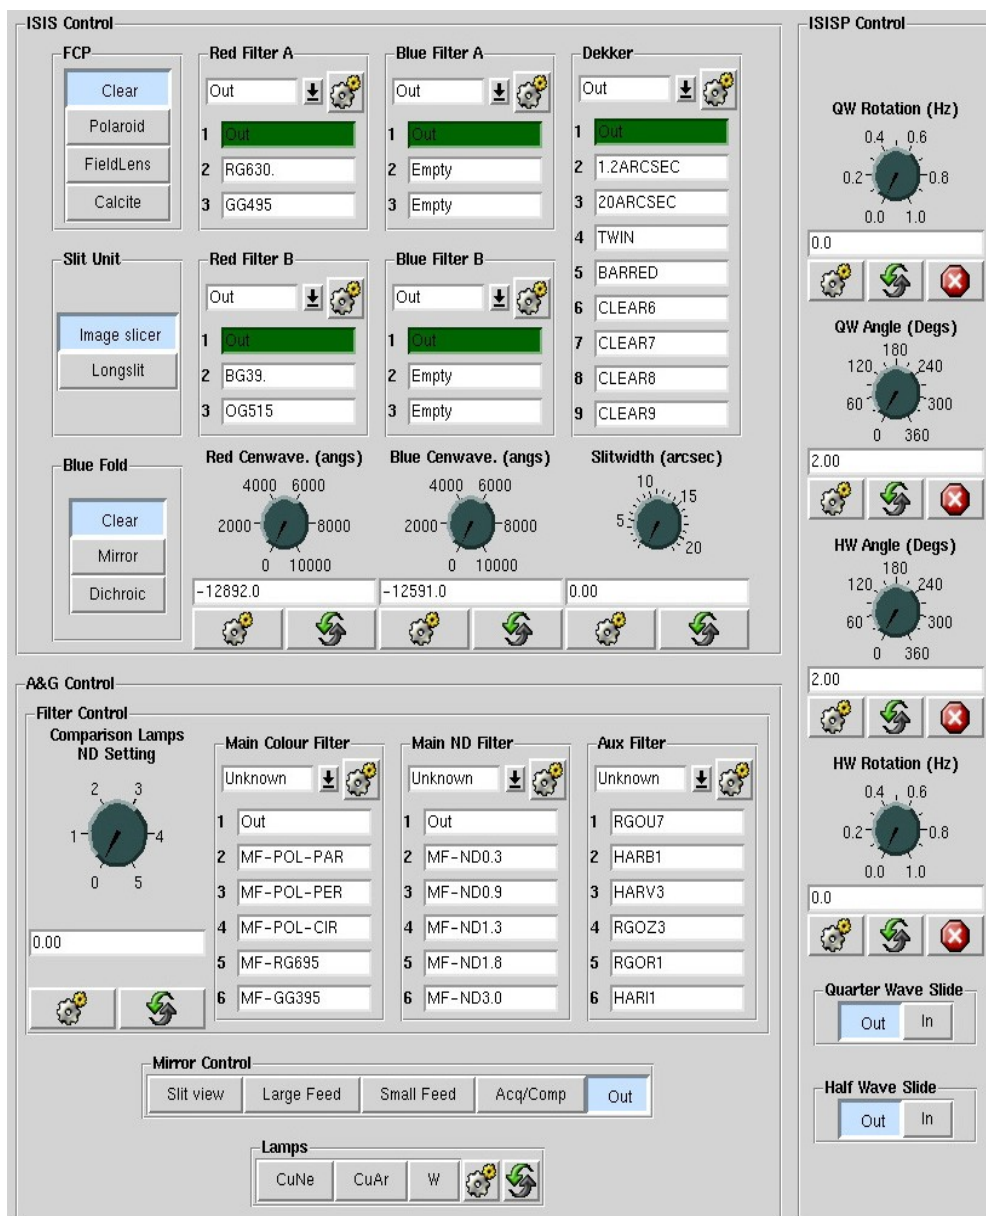 ISIS Control
FCP
Clear
Polaroid
FieldLens
Calcite
Red Filter A
Out
1 Out
2 RG630.
3 GG495
Blue Filter A
Out
1 Out
2 Empty
3 Empty
Dekker
Out
1 Out
2 1.2ARCSEC
3 20ARCSEC
4 TWIN
5 BARRED
6 CLEAR6
7 CLEAR7
8 CLEAR8
9 CLEAR9
Slit Unit
Image slicer
Longslit
Red Filter B
Out
1 Out
2 BG39.
3 OG515
Blue Filter B
Out
1 Out
2 Empty
3 Empty
Blue Fold
Clear
Mirror
Dichroic
Red Cenwave. (angs)
4000 6000
2000 8000
0 10000
-12892.0
Blue Cenwave. (angs)
4000 6000
2000 8000
0 10000
-12591.0
Slitwidth (arcsec)
10
15
5
20
0.00
A&G Control
Filter Control
Comparison Lamps
ND Setting
2 3
1 4
0 5
0.00
Main Colour Filter
Unknown
1 Out
2 MF-POL-PAR
3 MF-POL-PER
4 MF-POL-CIR
5 MF-RG695
6 MF-GG395
Main ND Filter
Unknown
1 Out
2 MF-ND0.3
3 MF-ND0.9
4 MF-ND1.3
5 MF-ND1.8
6 MF-ND3.0
Aux Filter
Unknown
1 RGOU7
2 HARB1
3 HARV3
4 RGOZ3
5 RGOR1
6 HARI1
Mirror Control
Slit view Large Feed Small Feed Acq/Comp Out
Lamps
CuNe CuAr W
ISISP Control
QW Rotation (Hz)
0.4 0.6
0.2 0.8
0.0 1.0
0.0
QW Angle (Degs)
180
120 240
60 300
0 360
2.00
HW Angle (Degs)
180
120 240
60 300
0 360
2.00
HW Rotation (Hz)
0.4 0.6
0.2 0.8
0.0 1.0
0.0
Quarter Wave Slide
Out In
Half Wave Slide
Out In